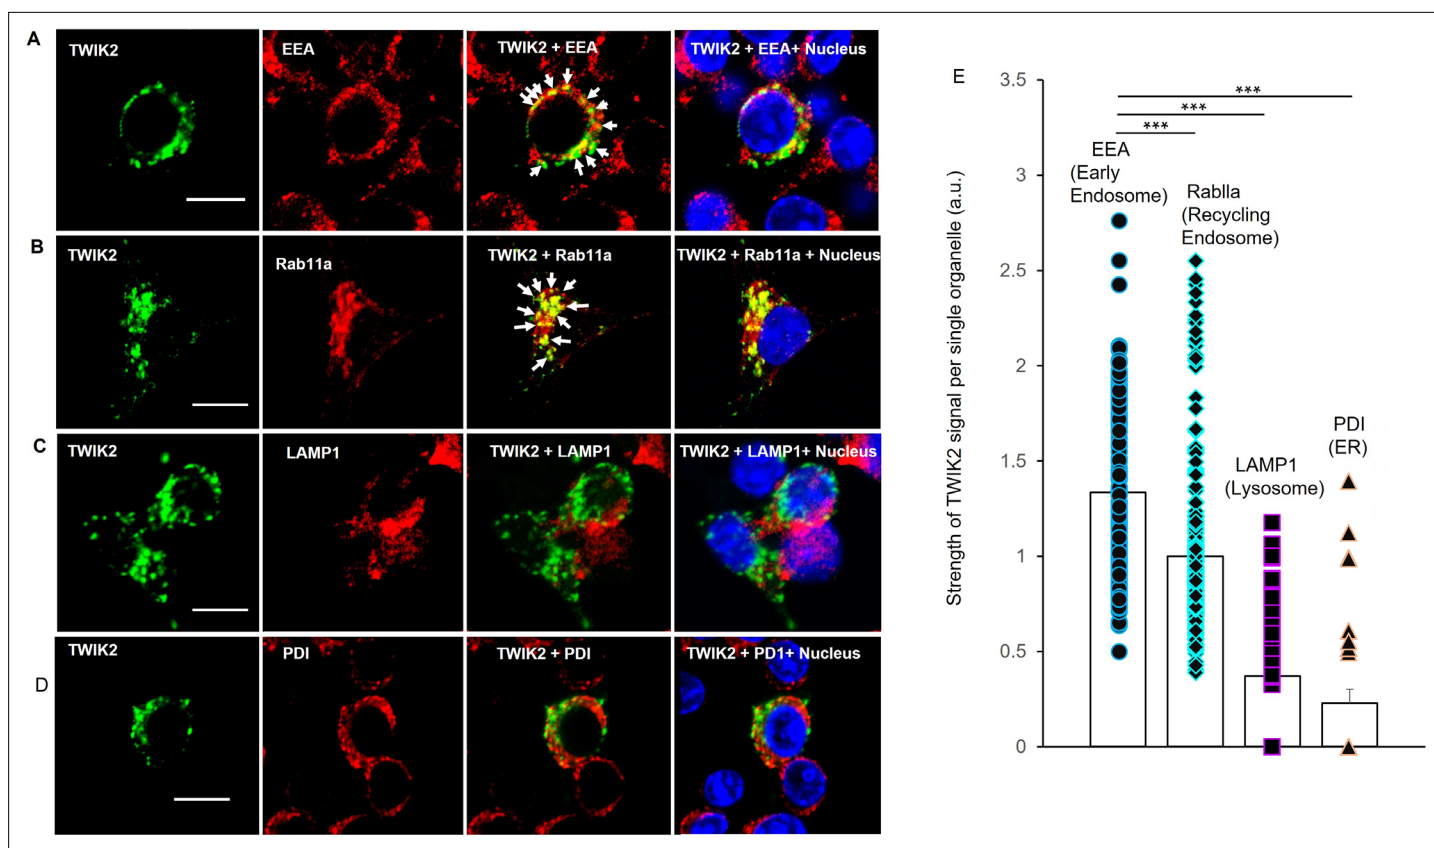 A
TWIK2
EEA
TWIK2 + EEA
TWIK2 + EEA+ Nucleus
B
TWIK2
Rab11a
TWIK2 + Rab11a
TWIK2 + Rab11a + Nucleus
C
TWIK2
LAMP1
TWIK2 + LAMP1
TWIK2 + LAMP1+ Nucleus
D
TWIK2
PDI
TWIK2 + PDI
TWIK2 + PD1+ Nucleus
E
Strength of TWIK2 signal per single organelle (a.u.)
3.5
3
2.5
2
1.5
1
0.5
0
***
***
***
EEA
(Early
Endosome)
Rablla
(Recycling
Endosome)
LAMP1
(Lysosome)
PDI
(ER)